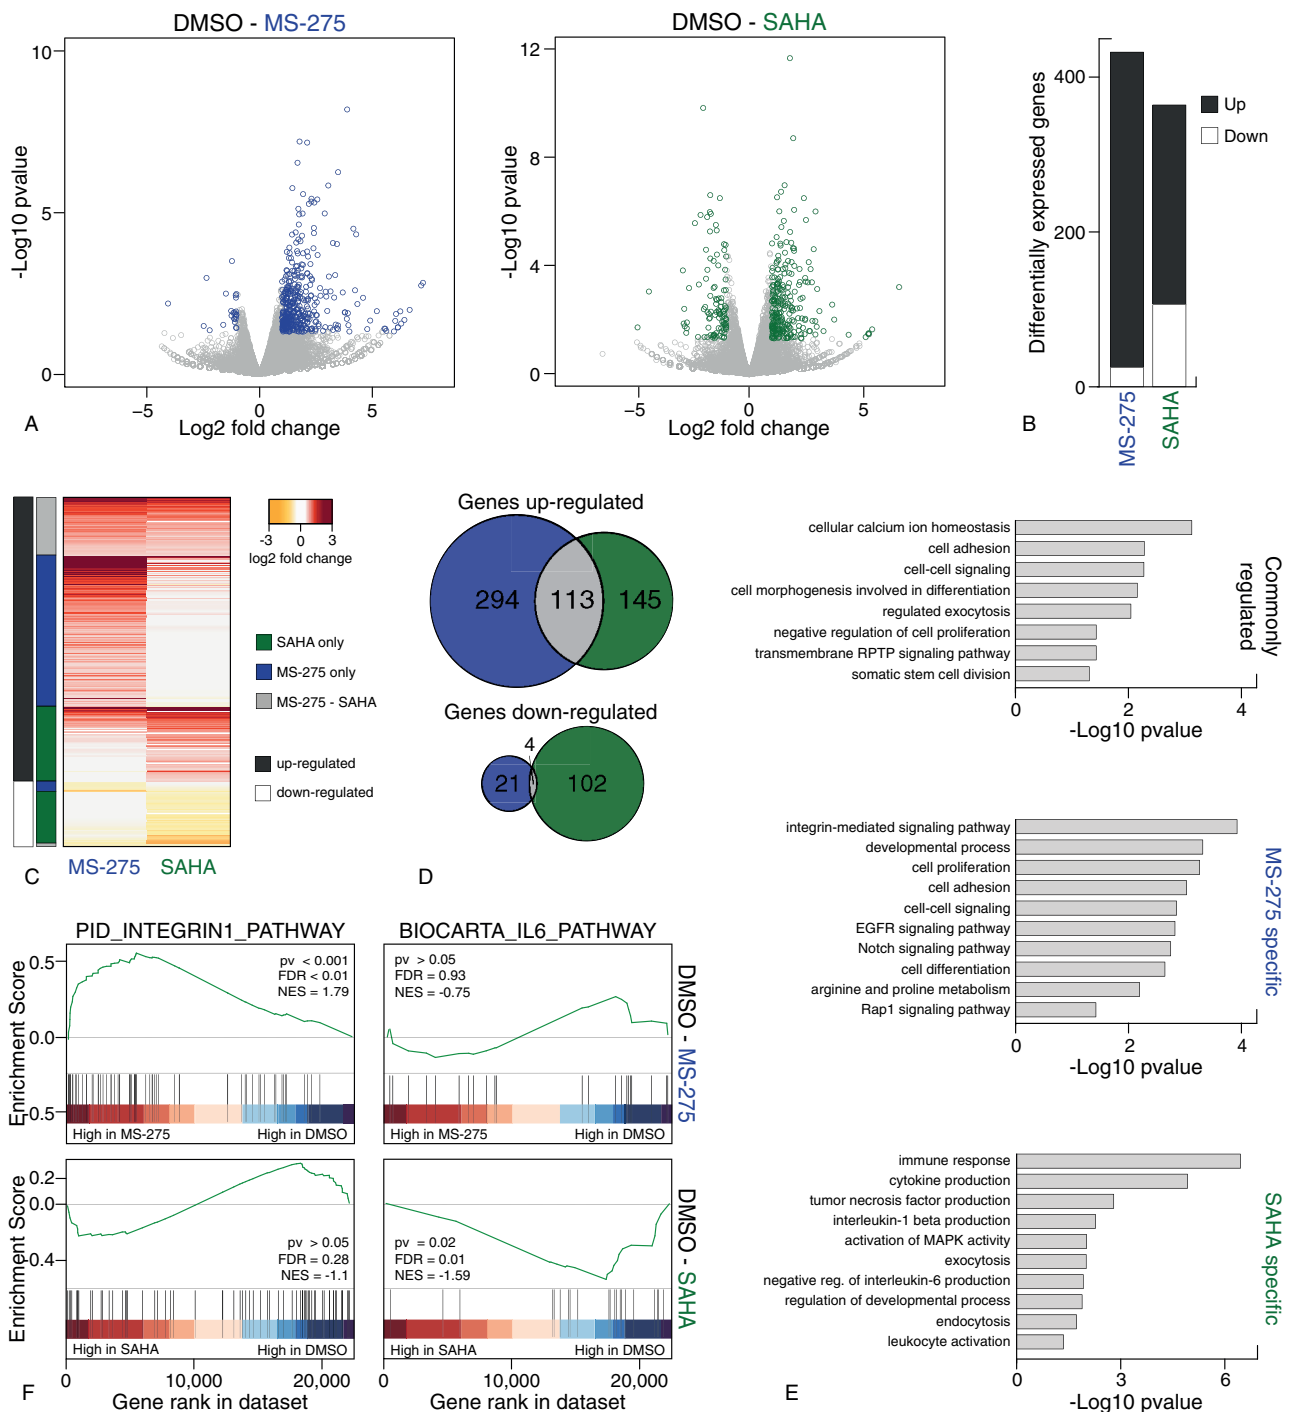 DMSO - MS-275
10
5
0
-Log10 pvalue
−5
0
5
Log2 fold change
A
DMSO - SAHA
12
8
4
0
-Log10 pvalue
−5
0
5
Log2 fold change
Differentially expressed genes
400
200
0
Up
Down
MS-275
SAHA
B
-3 0 3
log2 fold change
SAHA only
MS-275 only
MS-275 - SAHA
up-regulated
down-regulated
MS-275 SAHA
C
Genes up-regulated
294 113 145
Genes down-regulated
4
21 102
D
cellular calcium ion homeostasis
cell adhesion
cell-cell signaling
cell morphogenesis involved in differentiation
regulated exocytosis
negative regulation of cell proliferation
transmembrane RPTP signaling pathway
somatic stem cell division
0 2 4
-Log10 pvalue
Commonly
regulated
integrin-mediated signaling pathway
developmental process
cell proliferation
cell adhesion
cell-cell signaling
EGFR signaling pathway
Notch signaling pathway
cell differentiation
arginine and proline metabolism
Rap1 signaling pathway
0 2 4
-Log10 pvalue
MS-275 specific
immune response
cytokine production
tumor necrosis factor production
interleukin-1 beta production
activation of MAPK activity
exocytosis
negative reg. of interleukin-6 production
regulation of developmental process
endocytosis
leukocyte activation
0 3 6
-Log10 pvalue
SAHA specific
E
PID_INTEGRIN1_PATHWAY
Enrichment Score
0.5
0.0
-0.5
pv < 0.001
FDR < 0.01
NES = 1.79
High in MS-275 High in DMSO
BIOCARTA_IL6_PATHWAY
pv > 0.05
FDR = 0.93
NES = -0.75
High in MS-275 High in DMSO
DMSO - MS-275
Enrichment Score
0.2
0.0
-0.4
pv > 0.05
FDR = 0.28
NES = -1.1
High in SAHA High in DMSO
pv = 0.02
FDR = 0.01
NES = -1.59
High in SAHA High in DMSO
DMSO - SAHA
0 10,000 20,000
Gene rank in dataset
0 10,000 20,000
Gene rank in dataset
F